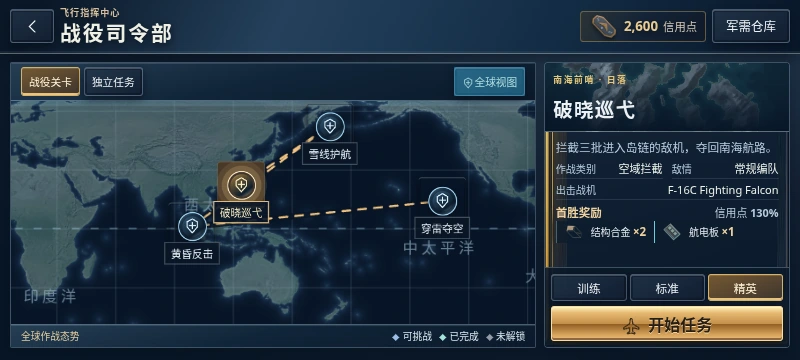 飞行指挥中心
战役司令部
2,600 信用点
军需仓库
战役关卡
独立任务
全球视图
雪线护航
破晓巡弋
穿雷夺空
黄昏反击
西太
中太平洋
印度洋
全球作战态势
可挑战
已完成
未解锁
南海前哨 · 日落
破晓巡弋
拦截三批进入岛链的敌机，夺回南海航路。
作战类别 空域拦截 敌情 常规编队
出击战机 F-16C Fighting Falcon
首胜奖励 信用点 130%
结构合金 ×2 航电板 ×1
训练
标准
精英
开始任务